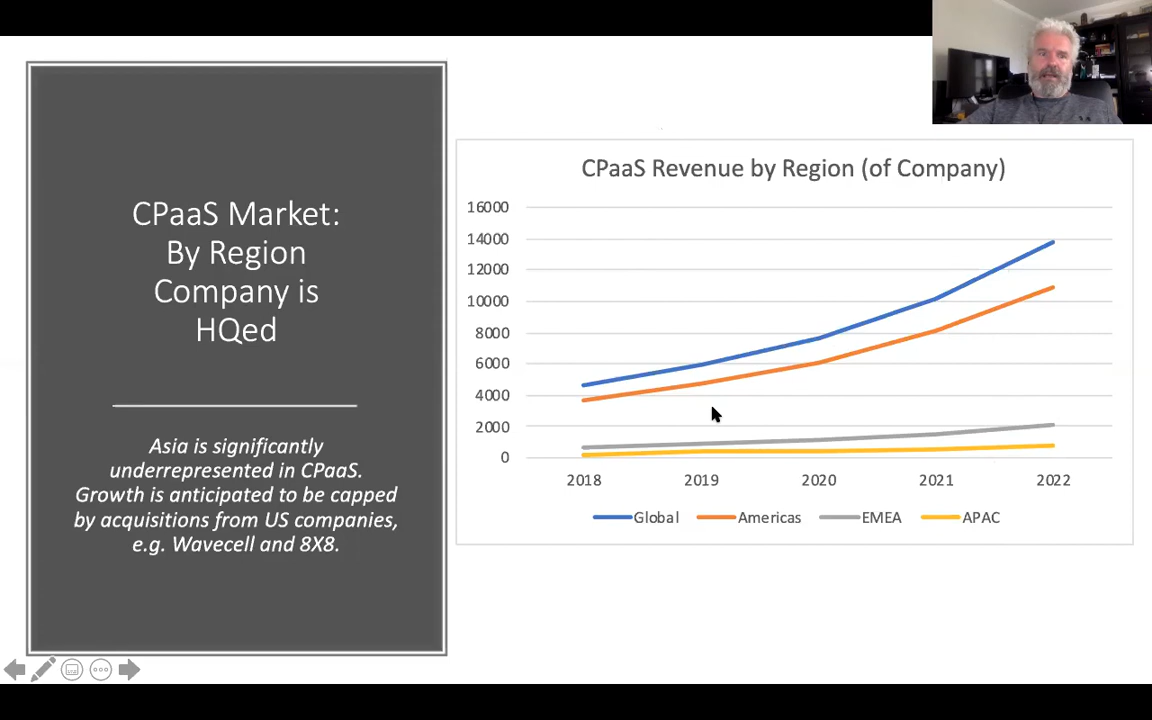 CPaaS Market:
By Region
Company is
HQed
Asia is significantly
underrepresented in CPaaS.
Growth is anticipated to be capped
by acquisitions from US companies,
e.g. Wavecell and 8X8.
CPaaS Revenue by Region (of Company)
16000
14000
12000
10000
8000
6000
4000
2000
0
2018 2019 2020 2021 2022
Global Americas EMEA APAC